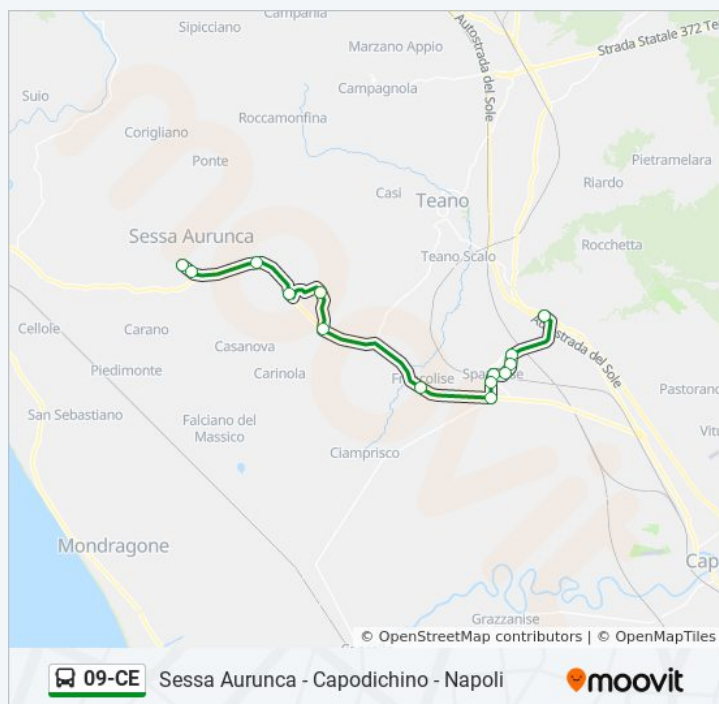 Campania
Sipicciano
Marzano Appio
Autostrada del Sole
Strada Statale 372 Te
Suio
Campagnola
Roccamonfina
Corigliano
Ponte
Pietramelara
Riardo
Casi
Teano
Sessa Aurunca
Rocchetta
Teano Scalo
Cellole
Carano
Autostrada del Sole
Casanova
Piedimonte
Carinola
Pastorano
San Sebastiano
Falciano del
Massico
Vitu
Ciamprisco
Mondragone
Cap
Grazzanise
moovit
© OpenStreetMap contributors | © OpenMapTiles
09-CE Sessa Aurunca - Capodichino - Napoli moovit